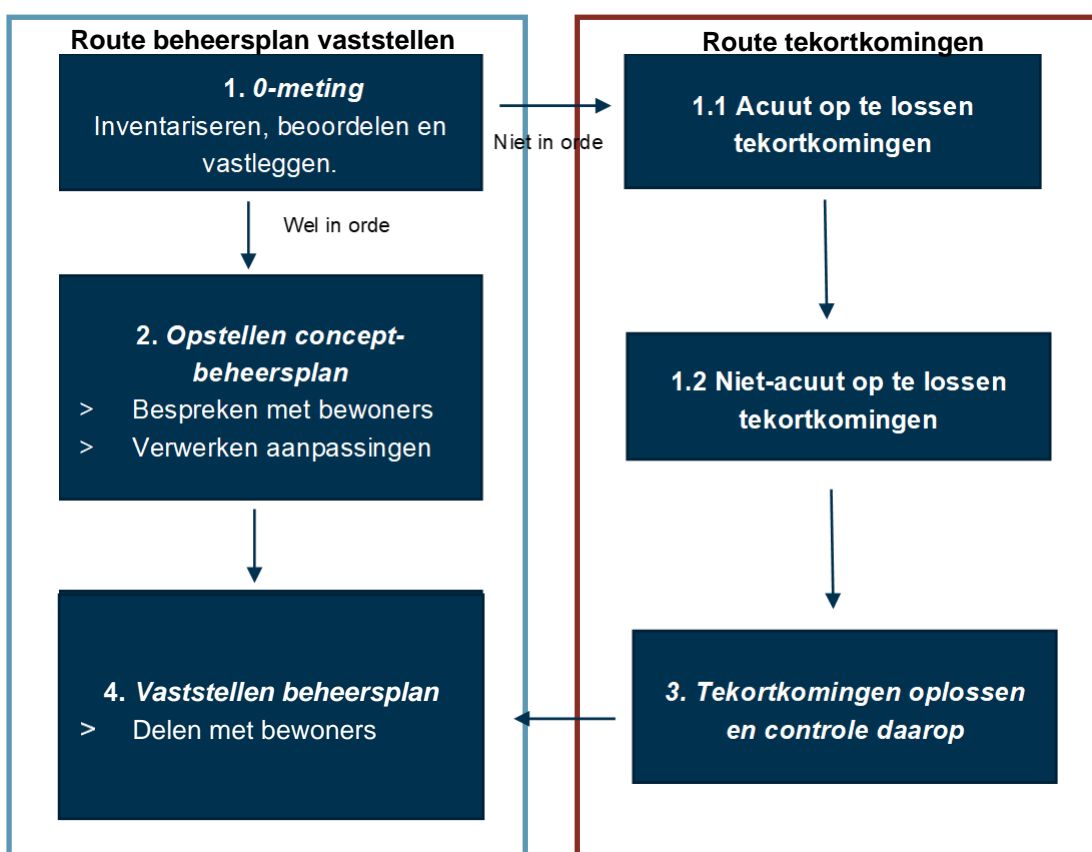 Route beheersplan vaststellen
1. 0-meting
Inventariseren, beoordelen en
vastleggen.
Wel in orde
Niet in orde
2. Opstellen concept-
beheersplan
> Bespreken met bewoners
> Verwerken aanpassingen
4. Vaststellen beheersplan
> Delen met bewoners
Route tekortkomingen
1.1 Acuut op te lossen
tekortkomingen
1.2 Niet-acuut op te lossen
tekortkomingen
3. Tekortkomingen oplossen
en controle daarop